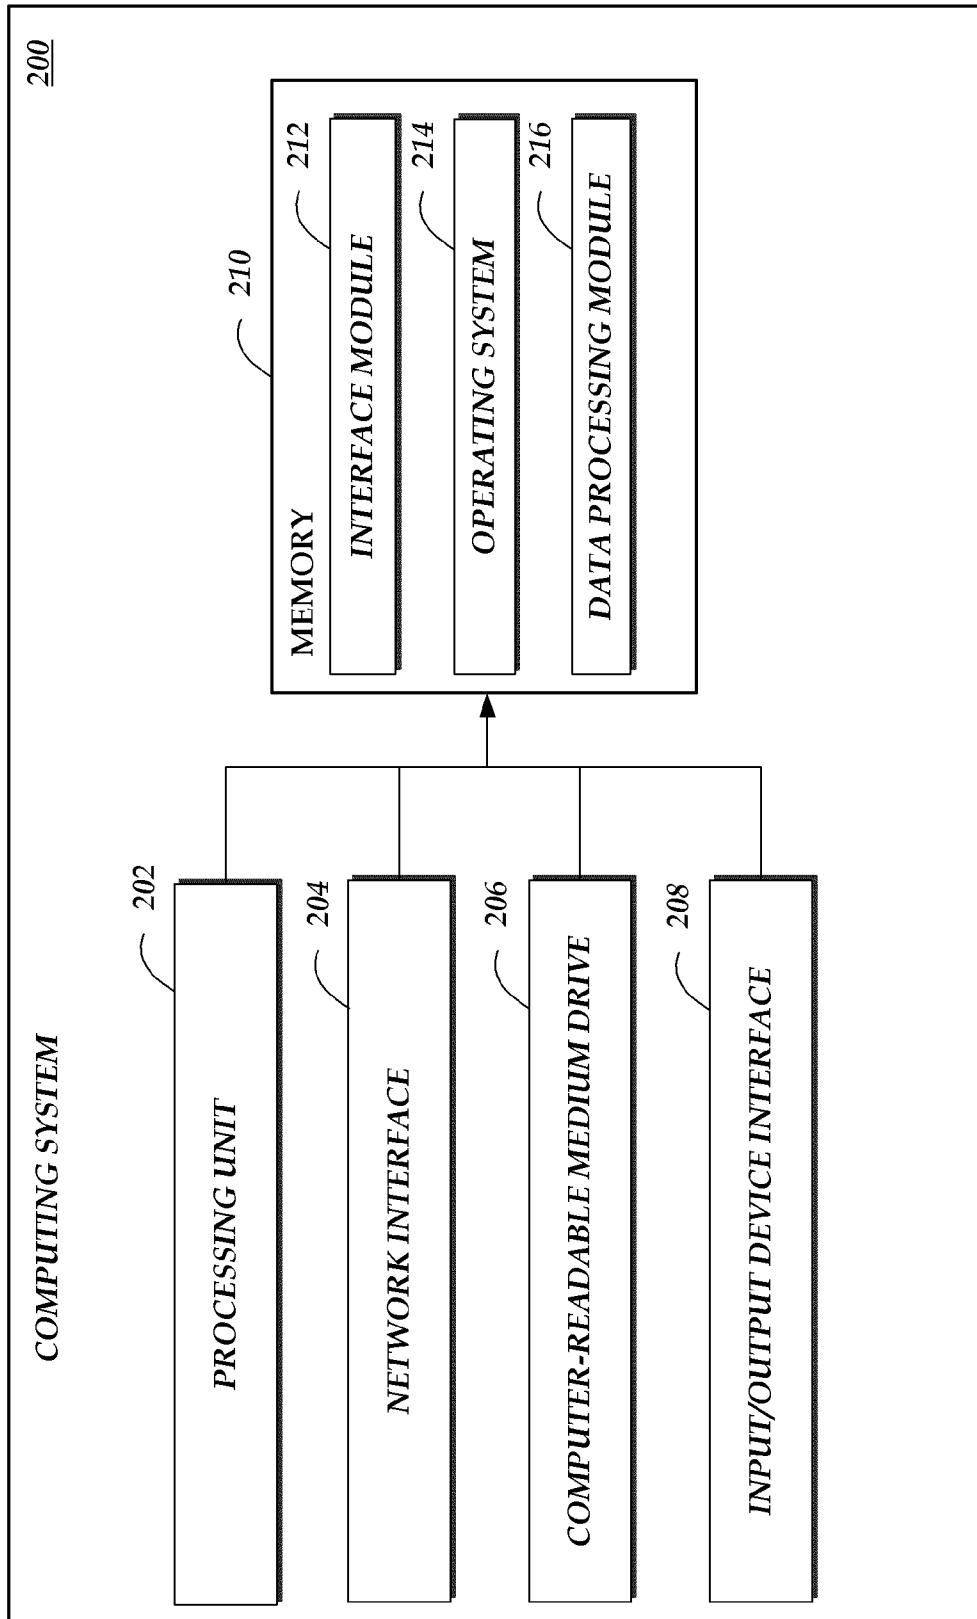 COMPUTING SYSTEM
200
PROCESSING UNIT
202
NETWORK INTERFACE
204
COMPUTER-READABLE MEDIUM DRIVE
206
INPUT/OUTPUT DEVICE INTERFACE
208
210
MEMORY
212
INTERFACE MODULE
214
OPERATING SYSTEM
216
DATA PROCESSING MODULE